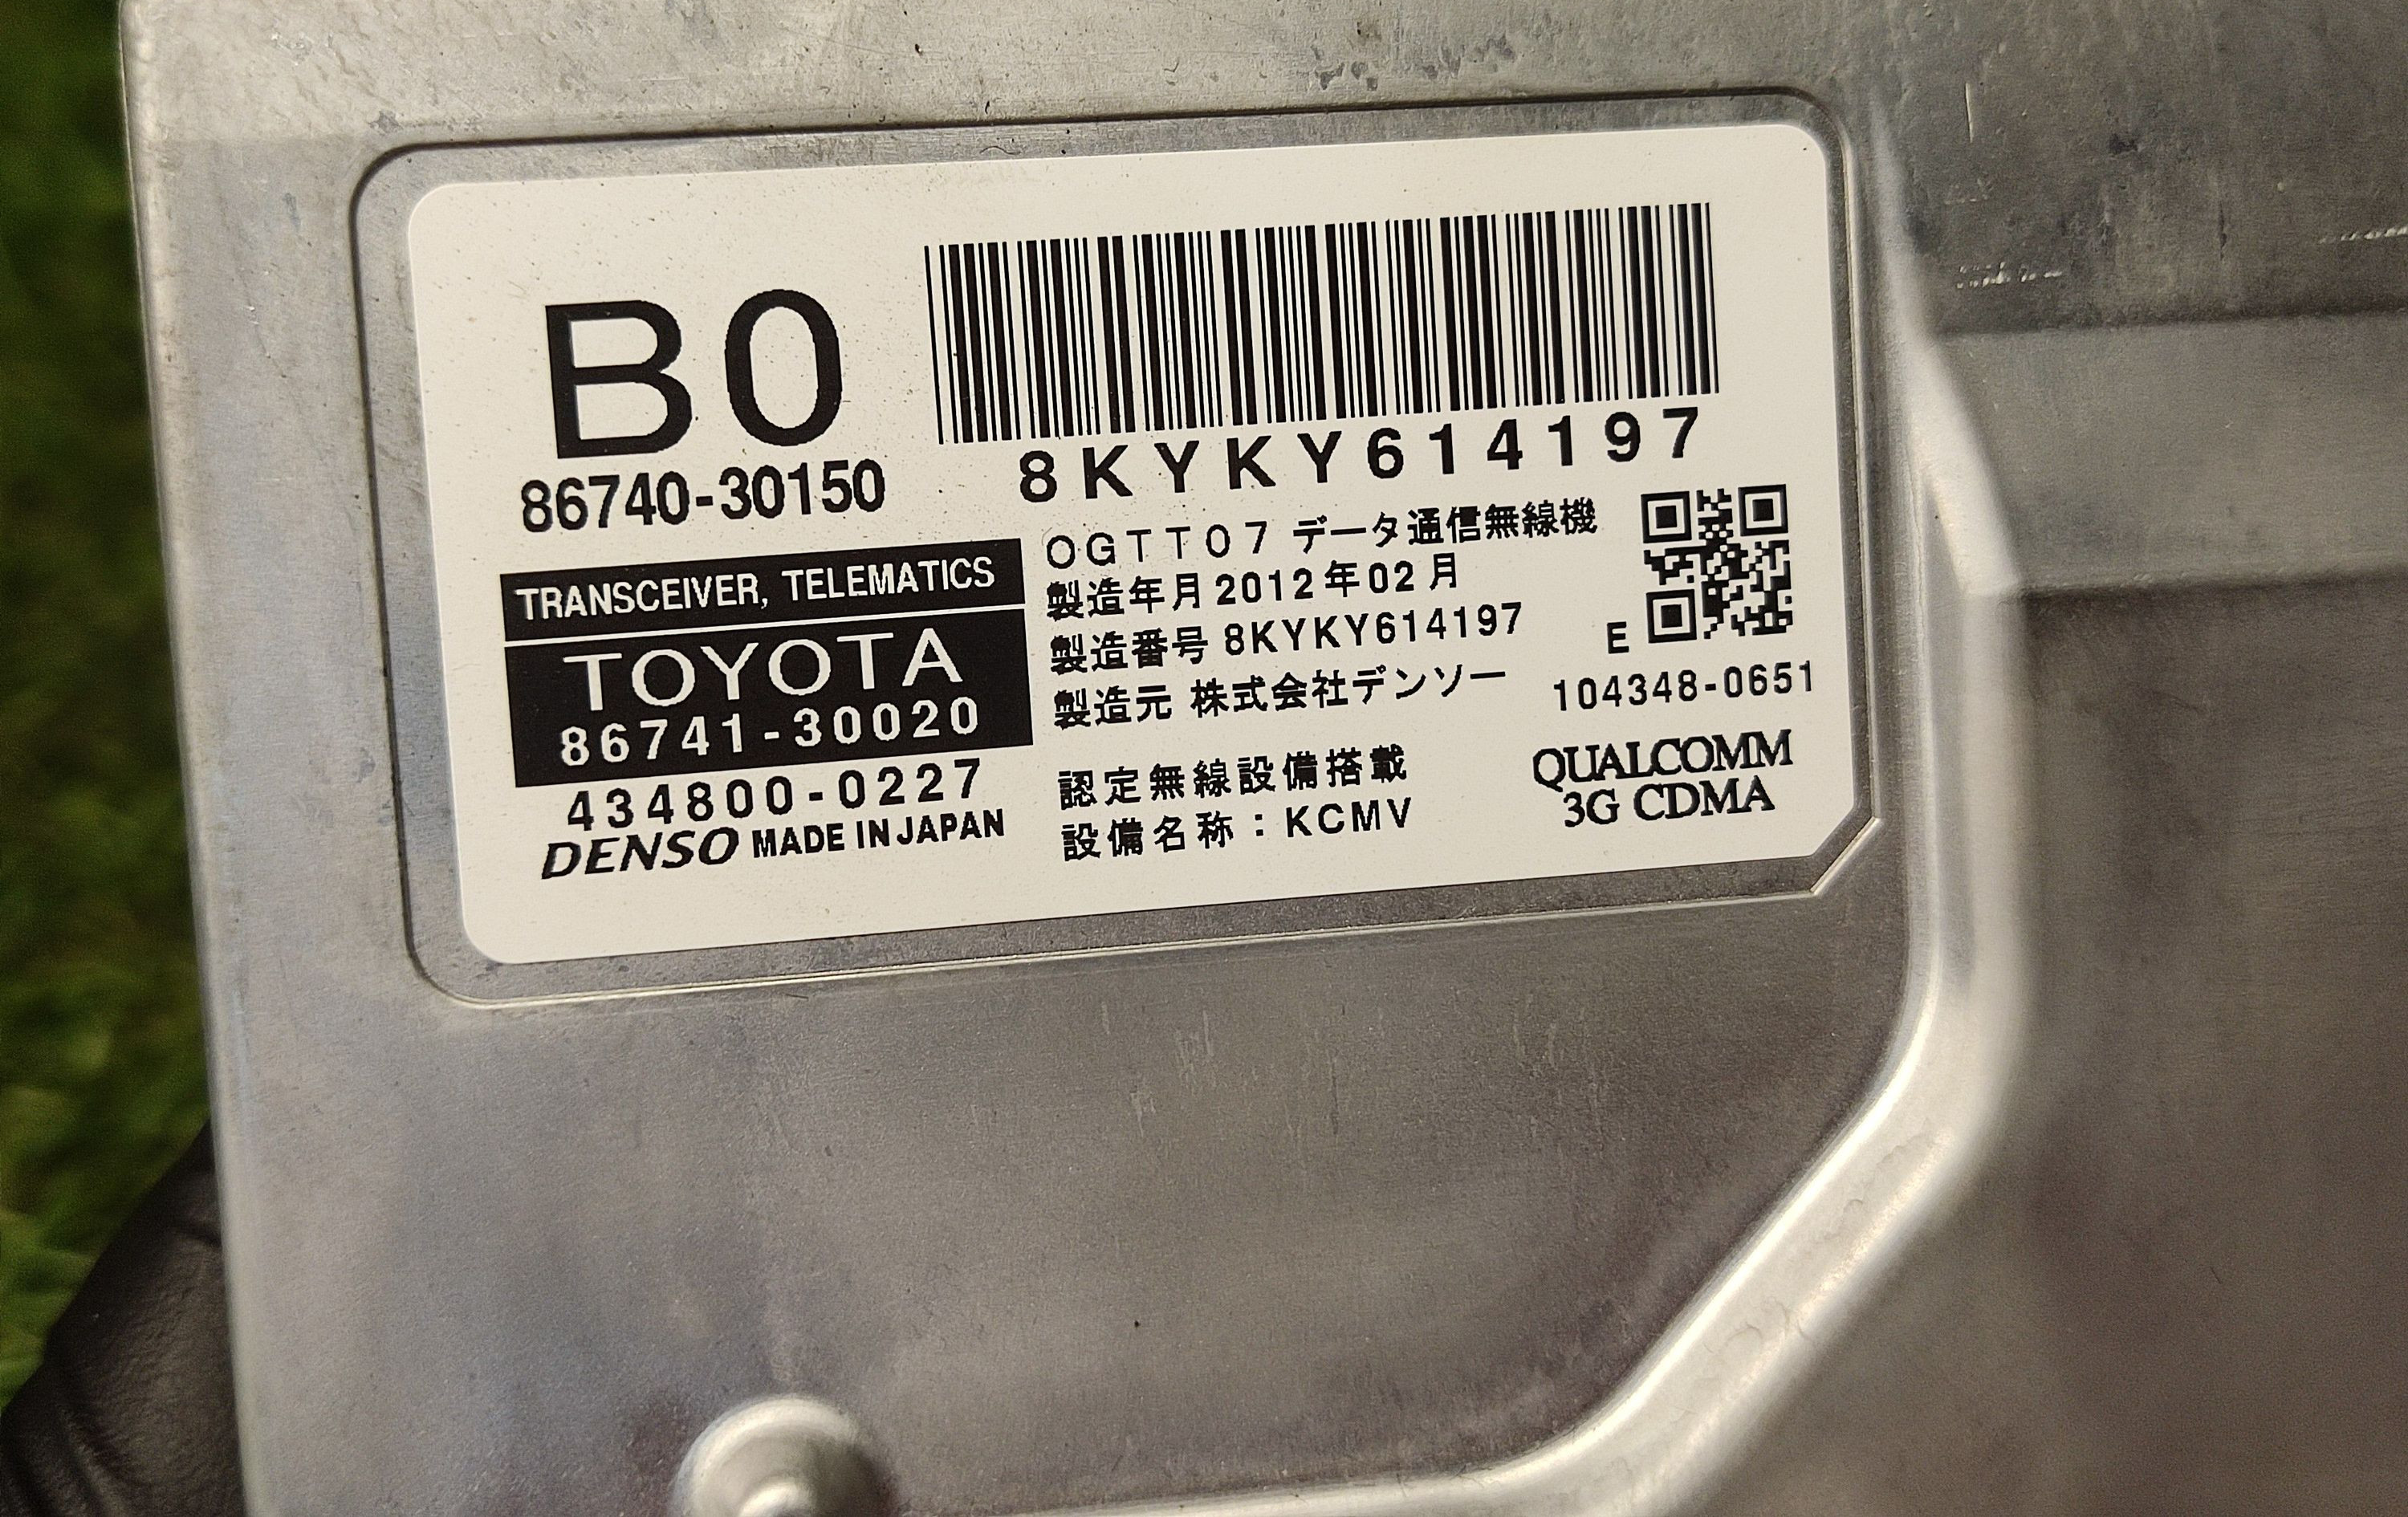 B0
86740-30150
8KYKY614197
TRANSCEIVER, TELEMATICS
TOYOTA
86741-30020
434800-0227
DENSO MADE IN JAPAN
OGTT07 データ通信無線機
製造年月 2012年02月
製造番号 8KYKY614197
製造元 株式会社デンソー
認定無線設備搭載
設備名称：KCMV
E
104348-0651
QUALCOMM
3G CDMA